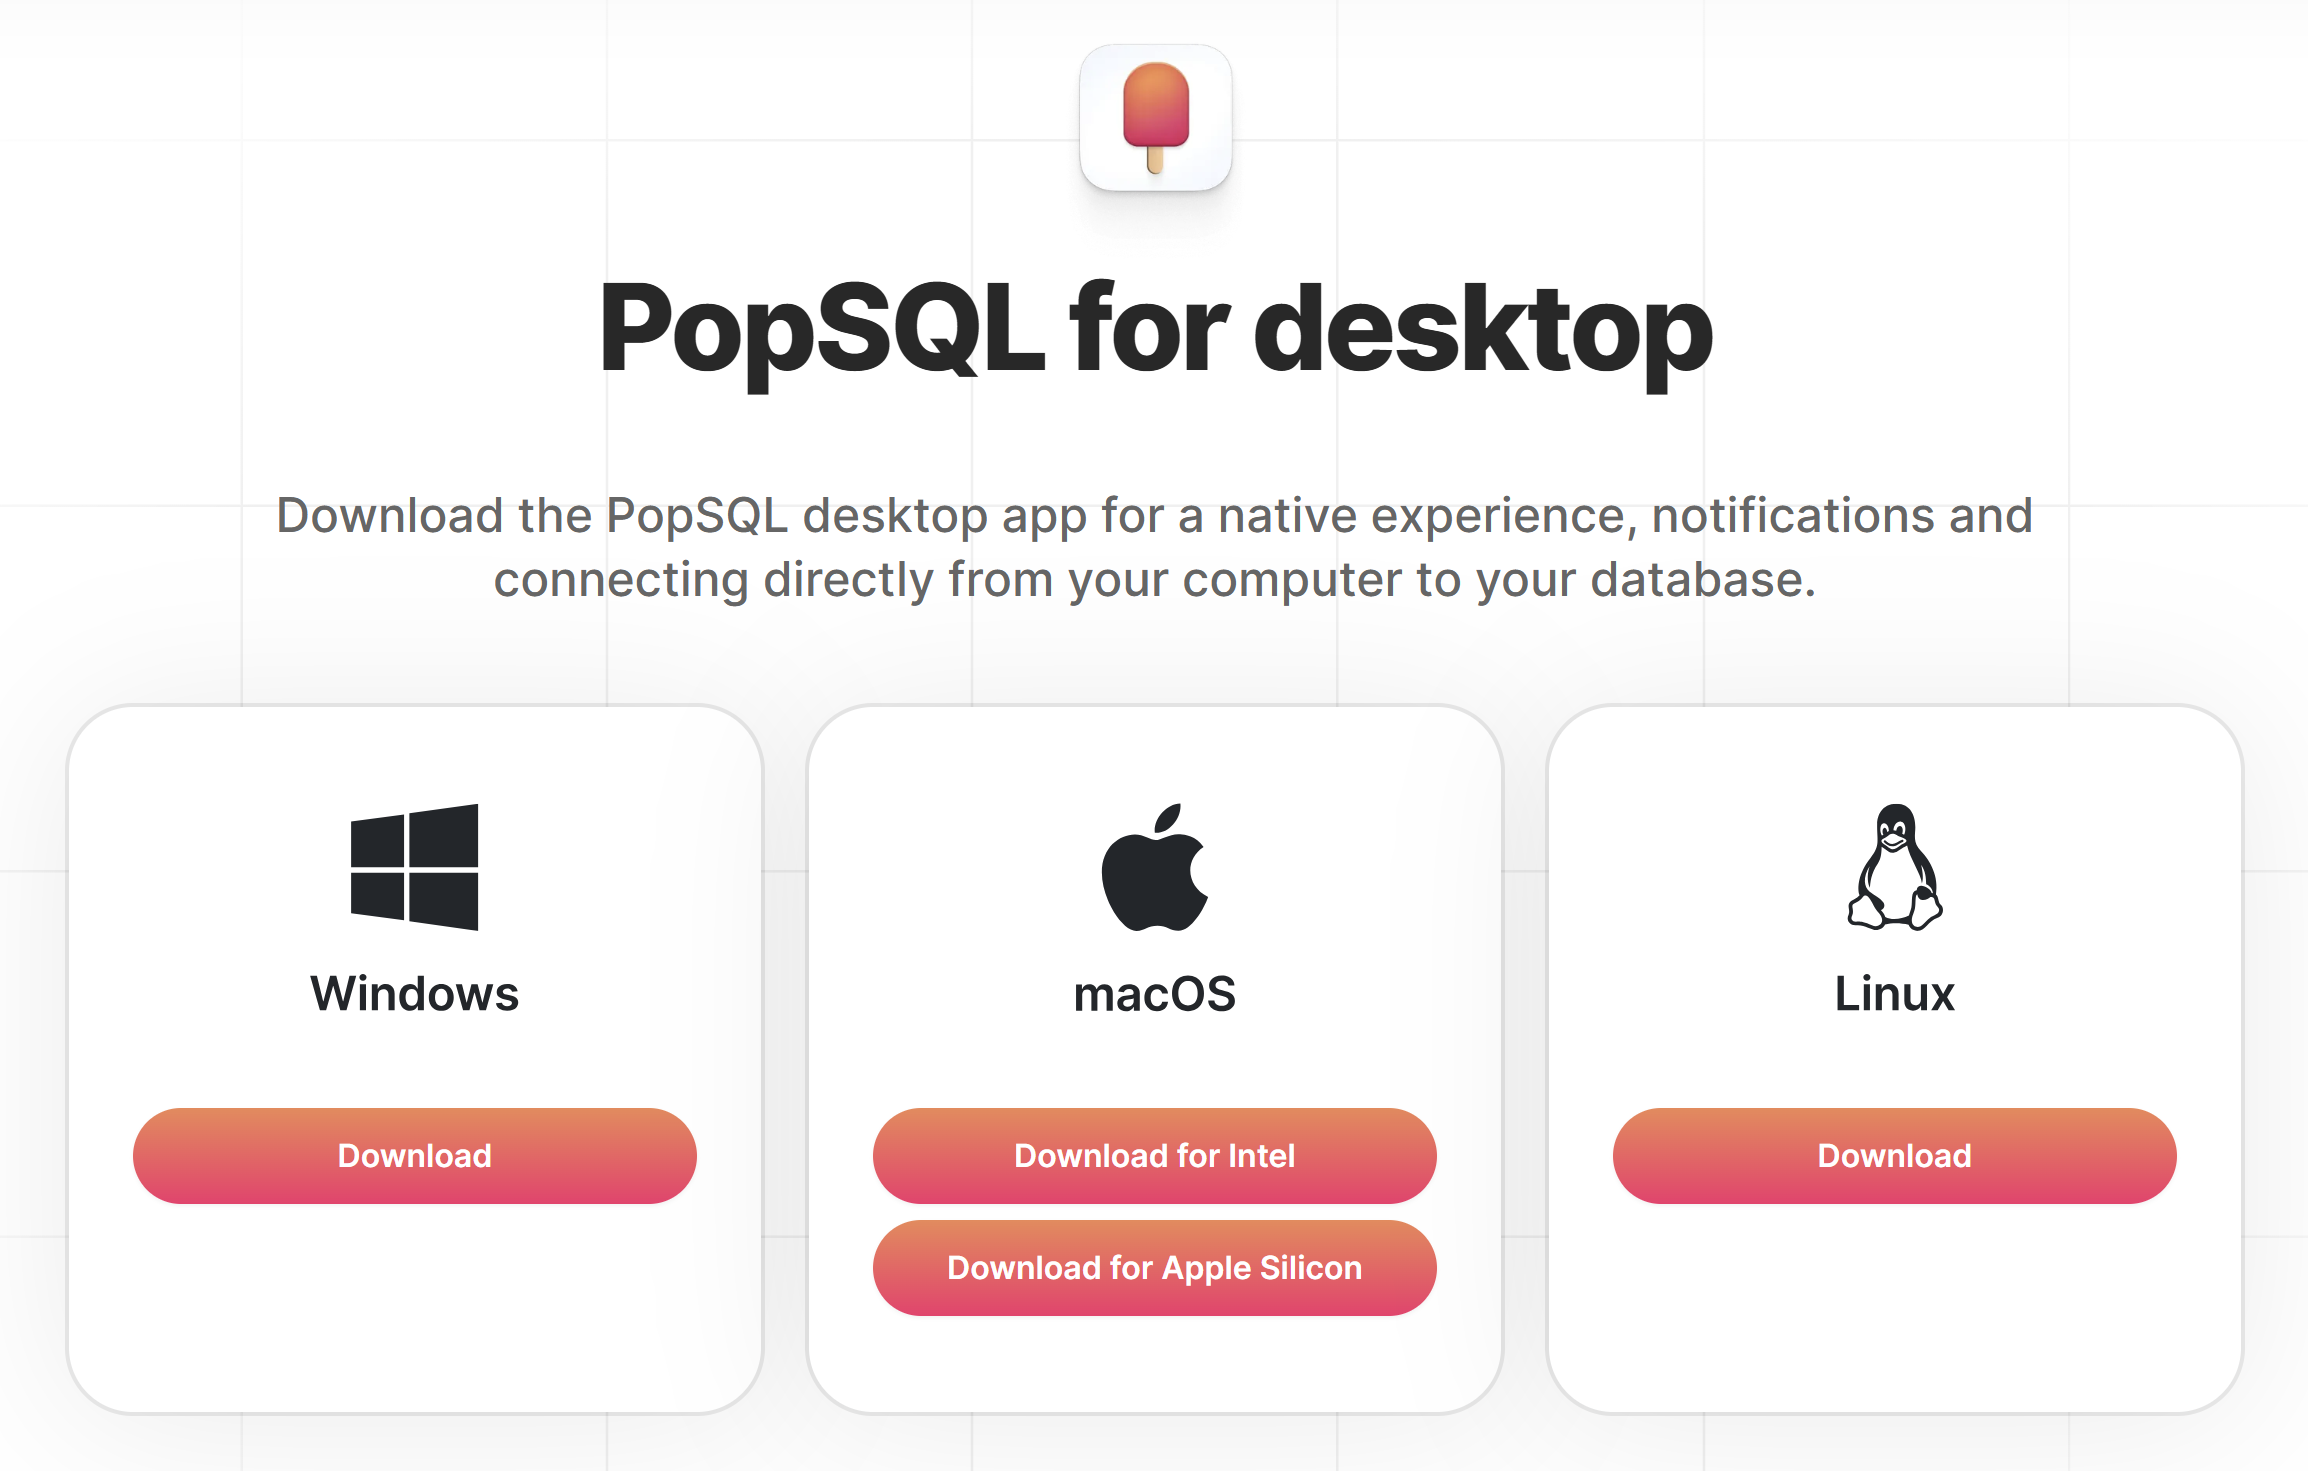 PopSQL for desktop
Download the PopSQL desktop app for a native experience, notifications and
connecting directly from your computer to your database.
Windows
Download
macOS
Download for Intel
Download for Apple Silicon
Linux
Download